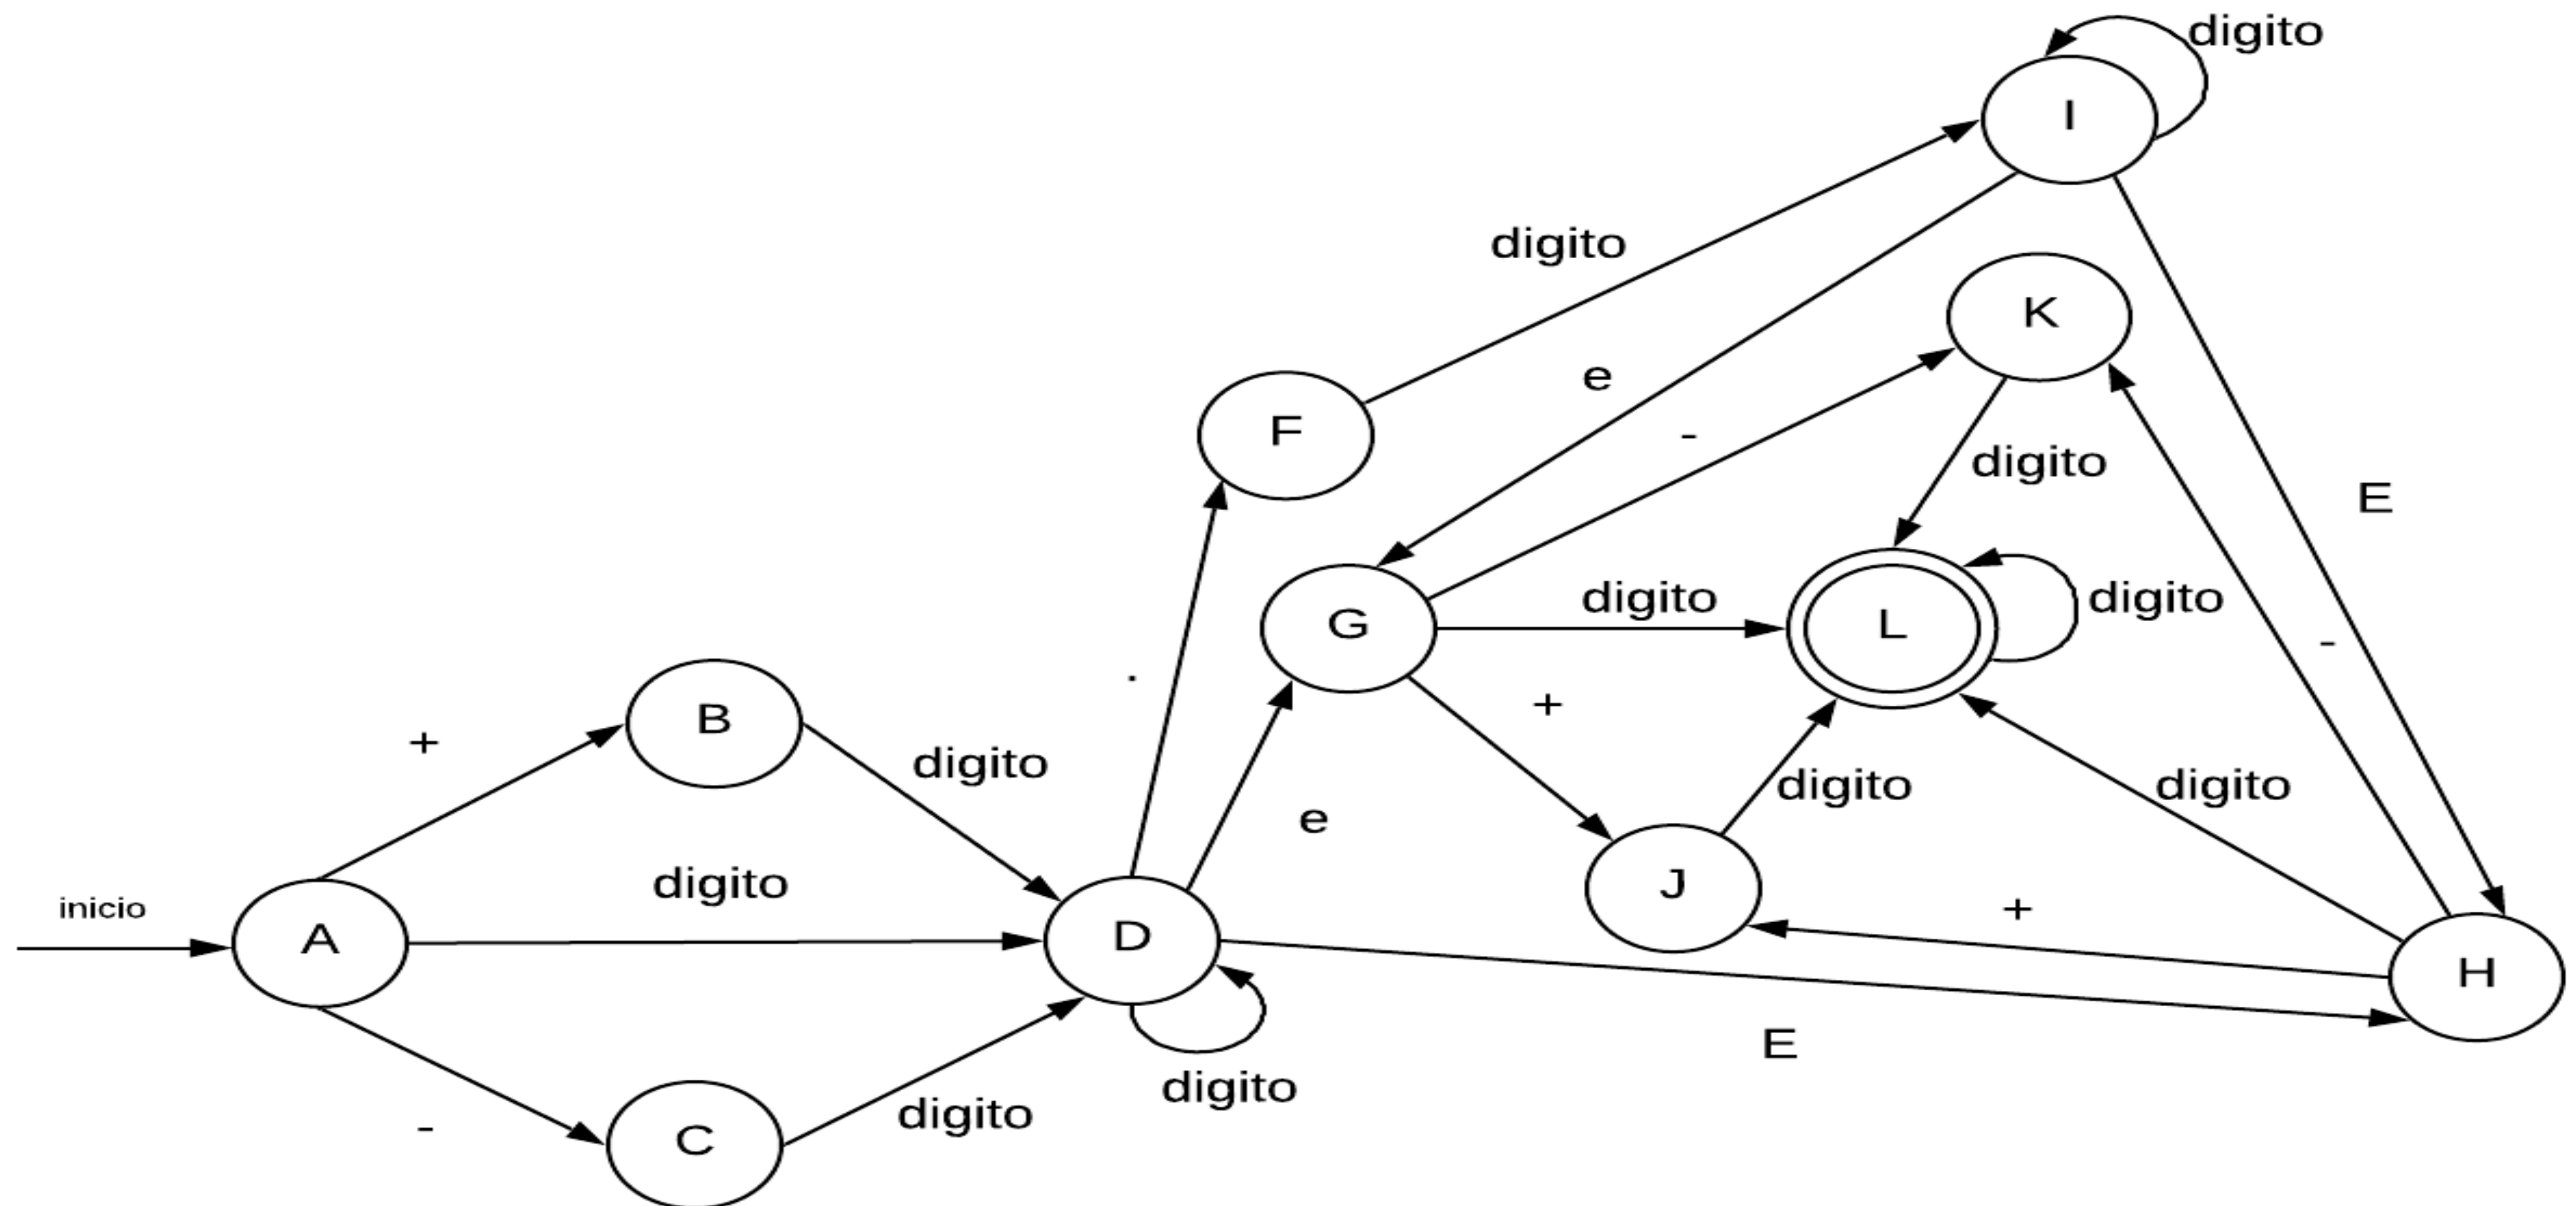 digito
I
digito
K
e
F
-
digito
E
digito
G
L
digito
-
.
+
B
+
digito
digito
digito
e
digito
J
inicio
+
A
D
H
E
digito
-
C
digito